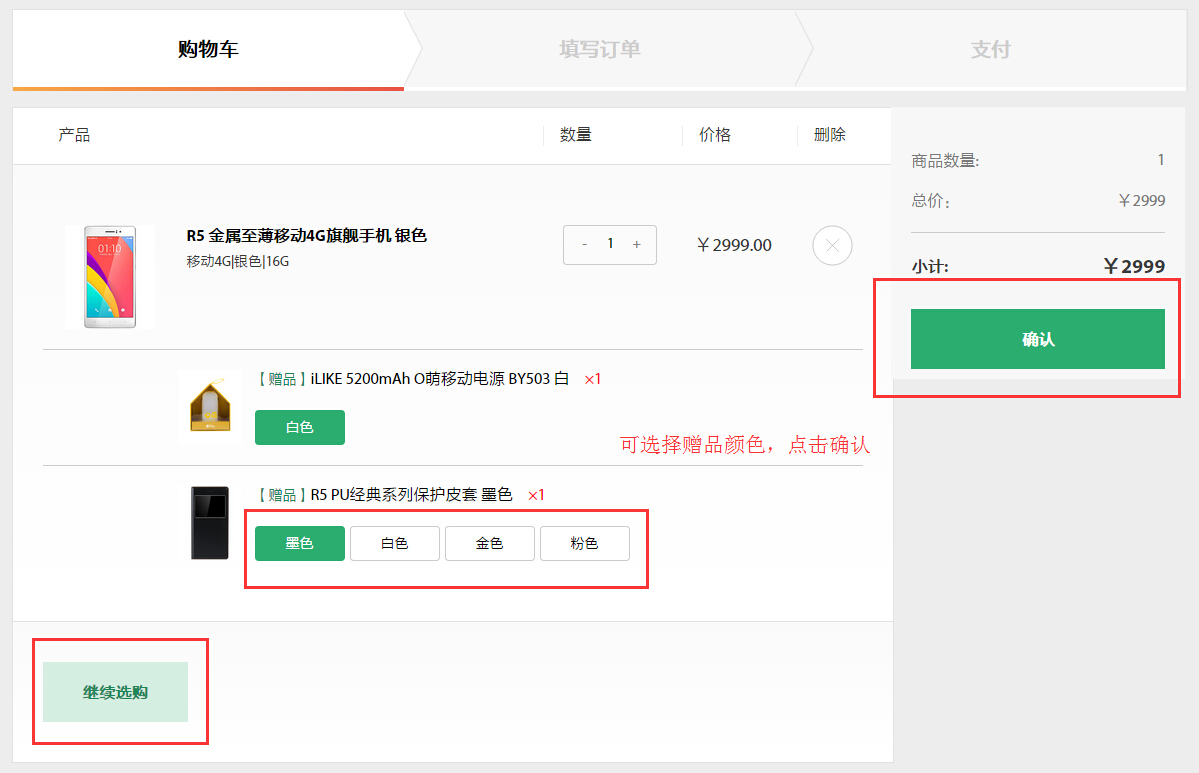 购物车 填写订单 支付
产品 数量 价格 删除
商品数量: 1
总价: ￥2999
小计: ￥2999
确认
R5 金属至薄移动4G旗舰手机 银色
移动4G|银色|16G
- 1 + ￥2999.00
01:10
【 赠品 】iLIKE 5200mAh O萌移动电源 BY503 白 ×1
白色
可选择赠品颜色，点击确认
【 赠品 】R5 PU经典系列保护皮套 墨色 ×1
墨色 白色 金色 粉色
继续选购